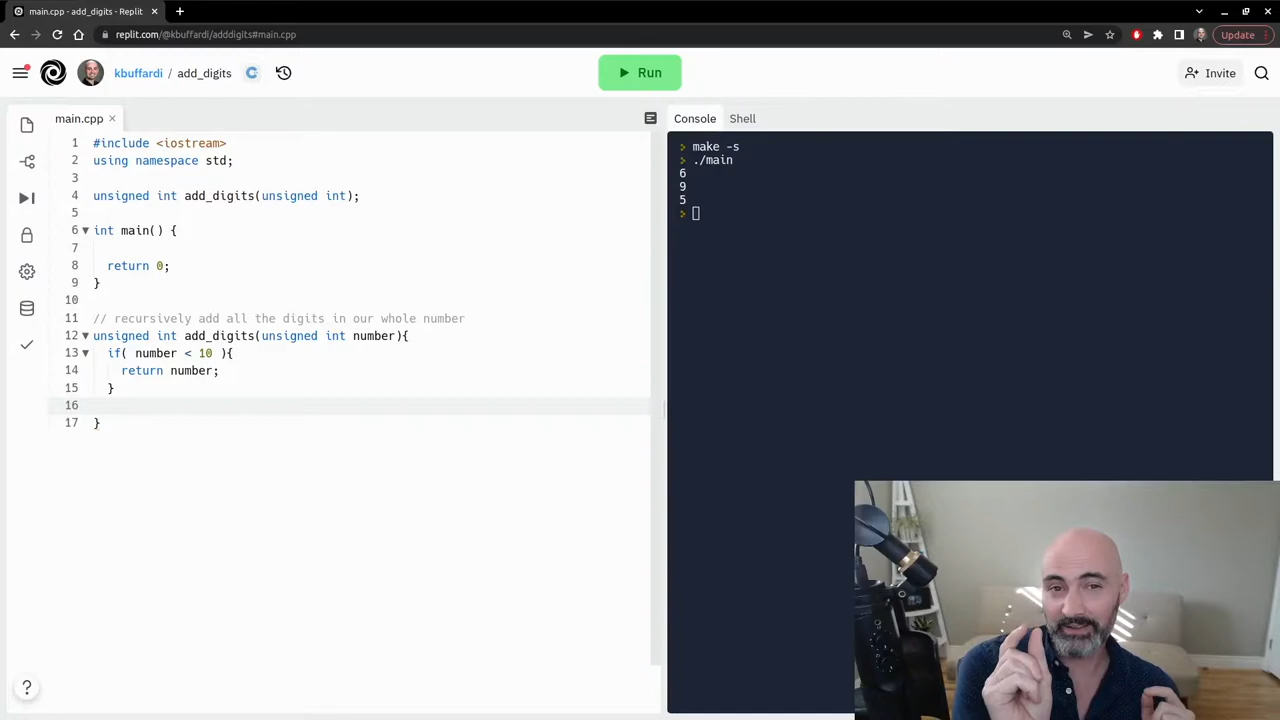 main.cpp - add_digits - Replit
replit.com/@kbuffardi/adddigits#main.cpp
Update
kbuffardi / add_digits
Run
Invite
main.cpp
Console
Shell
1 #include <iostream>
2 using namespace std;
3
4 unsigned int add_digits(unsigned int);
5
6 int main() {
7
8 return 0;
9 }
10
11 // recursively add all the digits in our whole number
12 unsigned int add_digits(unsigned int number){
13 if( number < 10 ){
14 return number;
15 }
16
17 }
> make -s
> ./main
6
9
5
>
?